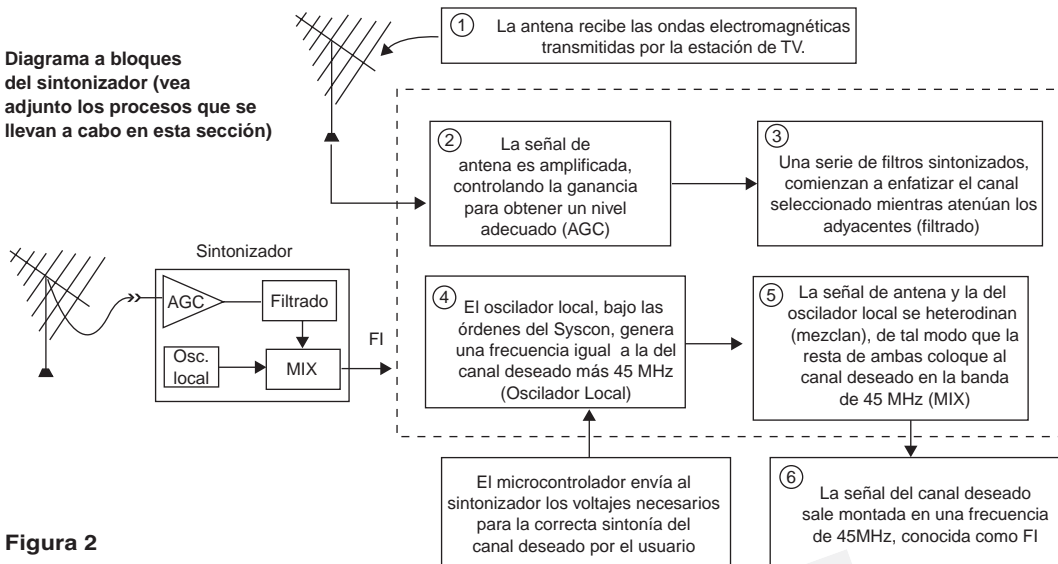 Diagrama a bloques
del sintonizador (vea
adjunto los procesos que se
llevan a cabo en esta sección)
1 La antena recibe las ondas electromagnéticas
transmitidas por la estación de TV.
2
La señal de
antena es amplificada,
controlando la ganancia
para obtener un nivel
adecuado (AGC)
3
Una serie de filtros sintonizados,
comienzan a enfatizar el canal
seleccionado mientras atenúan los
adyacentes (filtrado)
Sintonizador
AGC
Filtrado
Osc.
local
MIX
FI
4
El oscilador local, bajo las
órdenes del Syscon, genera
una frecuencia igual a la del
canal deseado más 45 MHz
(Oscilador Local)
5
La señal de antena y la del
oscilador local se heterodinan
(mezclan), de tal modo que la
resta de ambas coloque al
canal deseado en la banda
de 45 MHz (MIX)
El microcontrolador envía al
sintonizador los voltajes necesarios
para la correcta sintonía del
canal deseado por el usuario
6
La señal del canal deseado
sale montada en una frecuencia
de 45MHz, conocida como FI
Figura 2